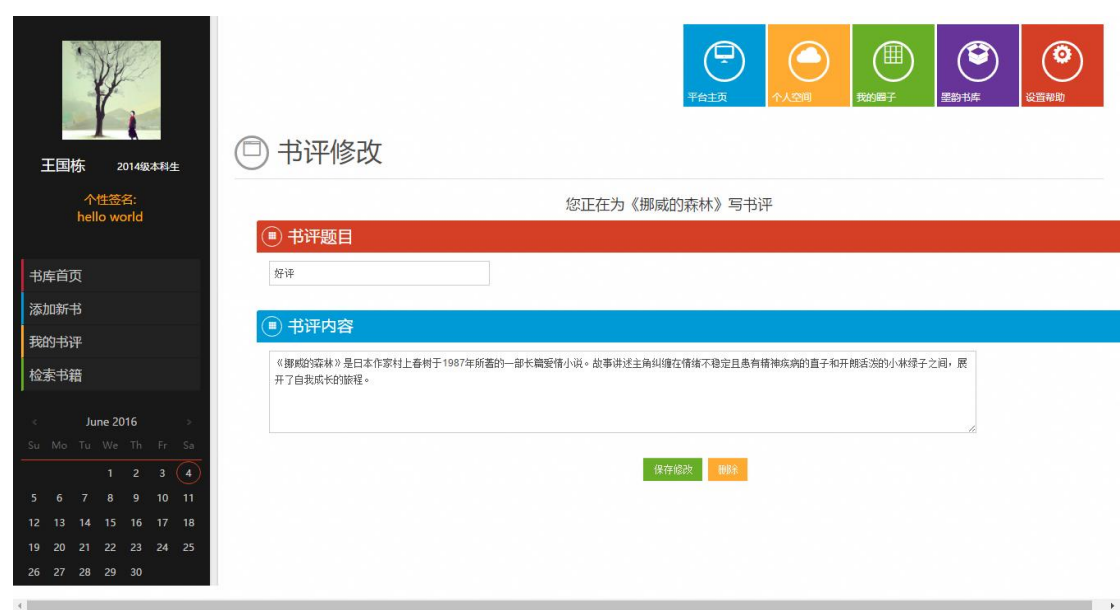 平台主页
个人空间
我的圈子
墨韵书库
设置帮助
王国栋 2014级本科生
个性签名:
hello world
书库首页
添加新书
我的书评
检索书籍
June 2016
Su Mo Tu We Th Fr Sa
1 2 3 4
5 6 7 8 9 10 11
12 13 14 15 16 17 18
19 20 21 22 23 24 25
26 27 28 29 30
书评修改
您正在为《挪威的森林》写书评
书评题目
好评
书评内容
《挪威的森林》是日本作家村上春树于1987年所著的一部长篇爱情小说。故事讲述主角纠缠在情绪不稳定且患有精神疾病的直子和开朗活泼的小林绿子之间，展
开了自我成长的旅程。
保存修改 删除